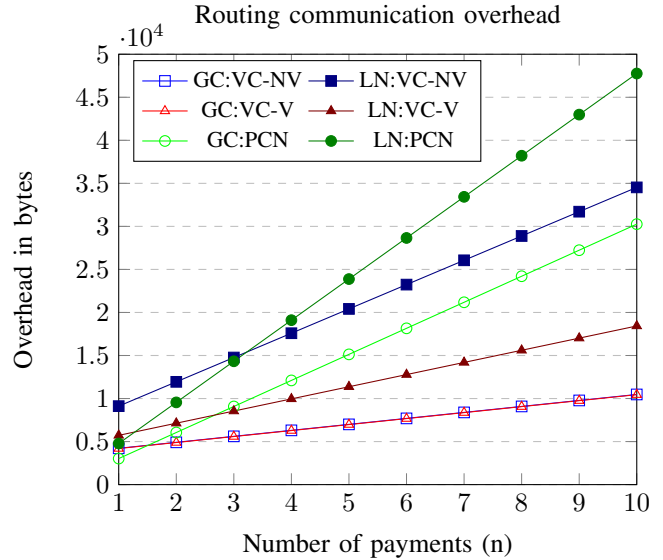 Routing communication overhead
·10⁴
5
4.5
4
3.5
3
2.5
2
1.5
1
0.5
0
Overhead in bytes
GC:VC-NV LN:VC-NV
GC:VC-V LN:VC-V
GC:PCN LN:PCN
1 2 3 4 5 6 7 8 9 10
Number of payments (n)